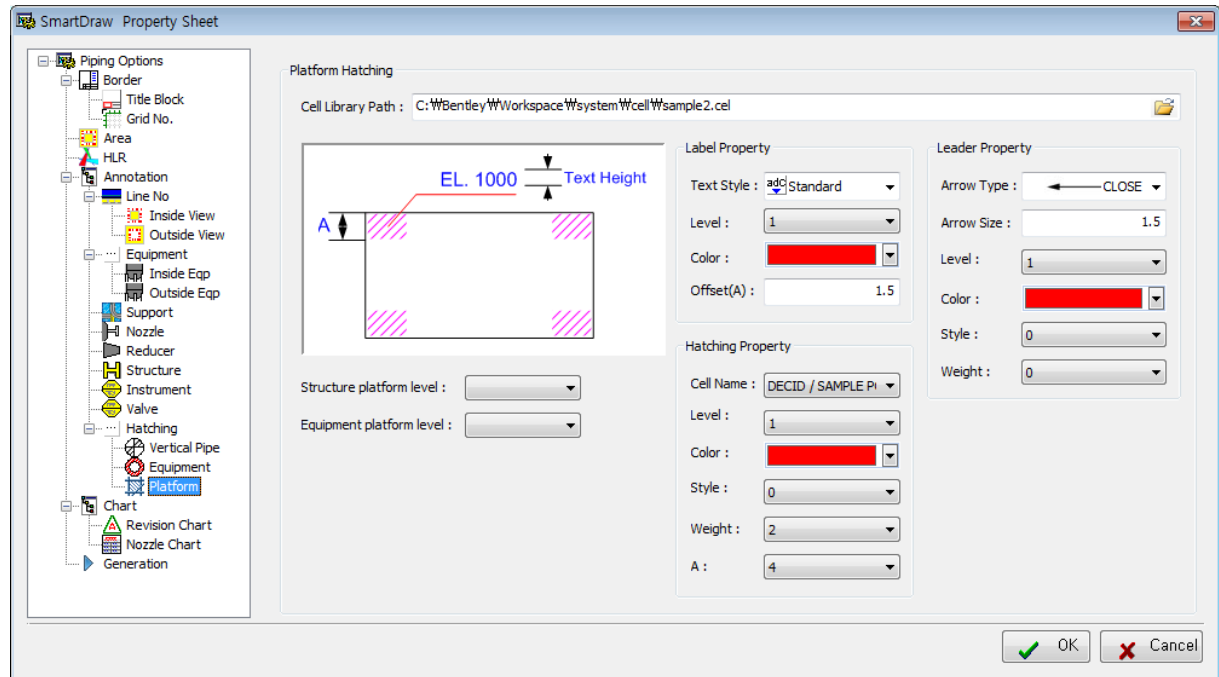 SmartDraw Property Sheet
Piping Options
Border
Title Block
Grid No.
Area
HLR
Annotation
Line No
Inside View
Outside View
Equipment
Inside Eqp
Outside Eqp
Support
Nozzle
Reducer
Structure
Instrument
Valve
Hatching
Vertical Pipe
Equipment
Platform
Chart
Revision Chart
Nozzle Chart
Generation
Platform Hatching
Cell Library Path : C:₩Bentley₩Workspace₩system₩cell₩sample2.cel
EL. 1000 Text Height
A
Structure platform level :
Equipment platform level :
Label Property
Text Style : Standard
Level : 1
Color :
Offset(A) : 1.5
Hatching Property
Cell Name : DECID / SAMPLE
Level : 1
Color :
Style : 0
Weight : 2
A : 4
Leader Property
Arrow Type : CLOSE
Arrow Size : 1.5
Level : 1
Color :
Style : 0
Weight : 0
OK Cancel